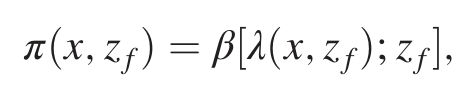 π(x, z_f) = β[λ(x, z_f); z_f],